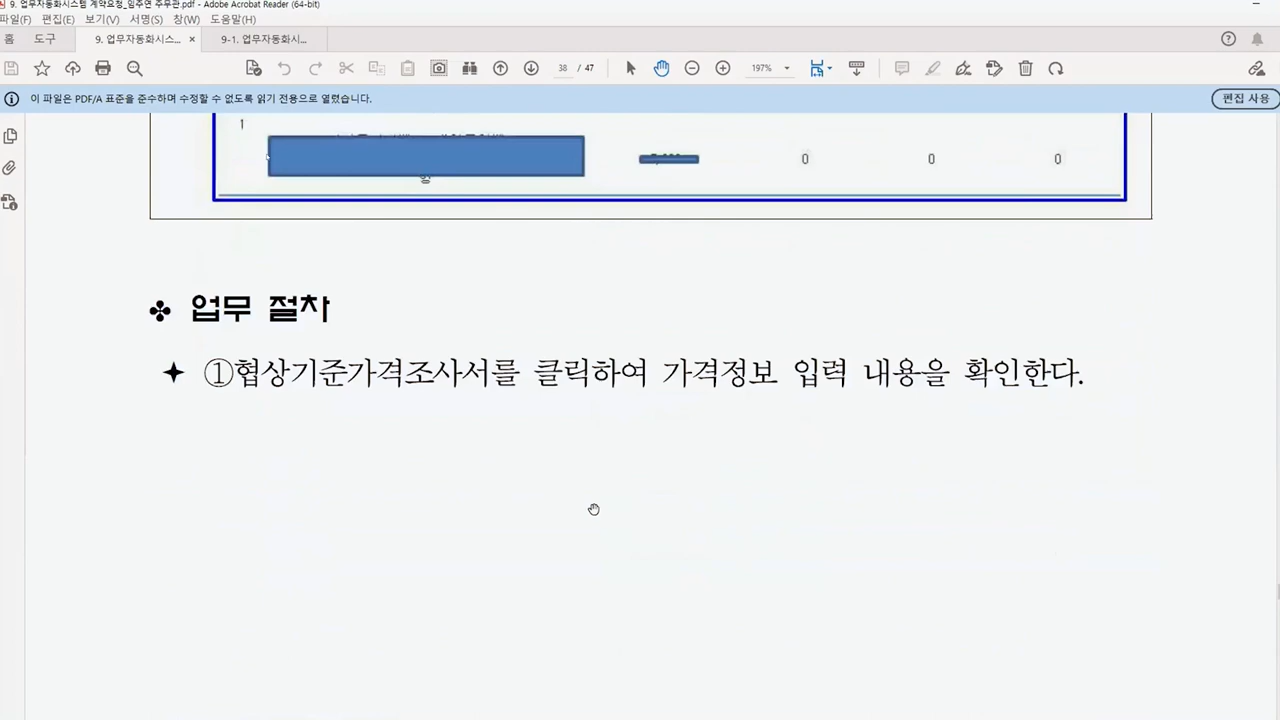 9. 업무자동화시스템 계약요청_임주연 주무관.pdf - Adobe Acrobat Reader (64-bit)
파일(F) 편집(E) 보기(V) 서명(S) 창(W) 도움말(H)
홈 도구 9. 업무자동화시스... × 9-1. 업무자동화시...
38 / 47 197%
이 파일은 PDF/A 표준을 준수하며 수정할 수 없도록 읽기 전용으로 열렸습니다. 편집 사용
1
0 0 0
❖ 업무 절차
✦ ①협상기준가격조사서를 클릭하여 가격정보 입력 내용을 확인한다.